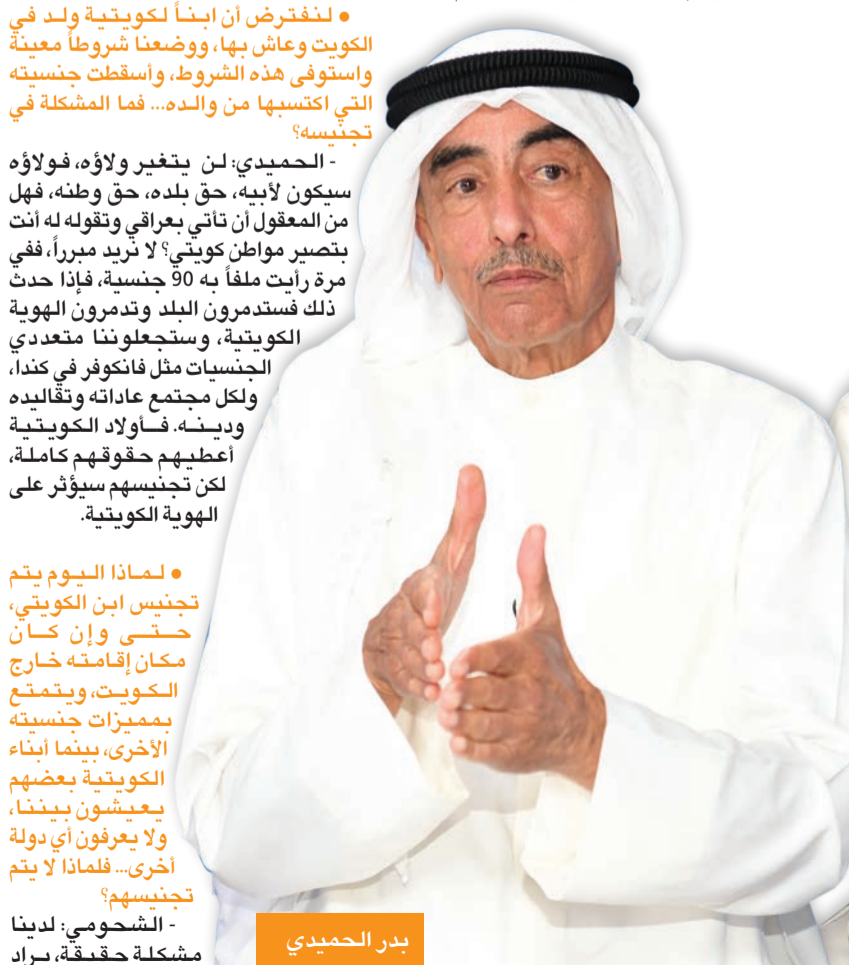 • لنفترض أن ابناً لكويتية ولد في
الكويت وعاش بها، ووضعنا شروطاً معينة
واستوفى هذه الشروط، وأسقطت جنسيته
التي اكتسبها من والده... فما المشكلة في
تجنيسه؟
- الحميدي: لن يتغير ولاؤه، فولاؤه
سيكون لأبيه، حق بلده، حق وطنه، فهل
من المعقول أن تأتي بعراقي وتقوله له أنت
بتصير مواطن كويتي؟ لا نريد مبرراً، ففي
مرة رأيت ملفاً به 90 جنسية، فإذا حدث
ذلك فستدمرون البلد وتدمرون الهوية
الكويتية، وستجعلوننا متعددي
الجنسيات مثل فانكوفر في كندا،
ولكل مجتمع عاداته وتقاليده
ودينه. فأولاد الكويتية
أعطيهم حقوقهم كاملة،
لكن تجنيسهم سيؤثر على
الهوية الكويتية.
• لماذا اليوم يتم
تجنيس ابن الكويتي،
حتى وإن كان
مكان إقامته خارج
الكويت، ويتمتع
بمميزات جنسيته
الأخرى، بينما أبناء
الكويتية بعضهم
يعيشون بيننا،
ولا يعرفون أي دولة
أخرى... فلماذا لا يتم
تجنيسهم؟
- الشحومي: لدينا
مشكلة حقيقة، يراد
بدر الحميدي